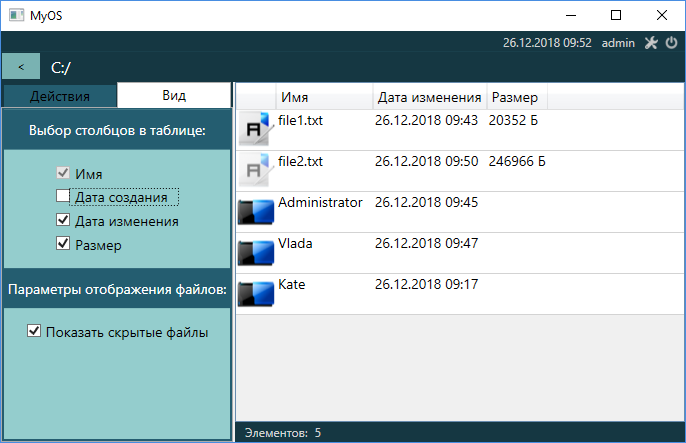 MyOS
26.12.2018 09:52 admin
< C:/
Действия Вид
Выбор столбцов в таблице:
Имя
Дата создания
Дата изменения
Размер
Параметры отображения файлов:
Показать скрытые файлы
Имя Дата изменения Размер
file1.txt 26.12.2018 09:43 20352 Б
file2.txt 26.12.2018 09:50 246966 Б
Administrator 26.12.2018 09:45
Vlada 26.12.2018 09:47
Kate 26.12.2018 09:17
Элементов: 5